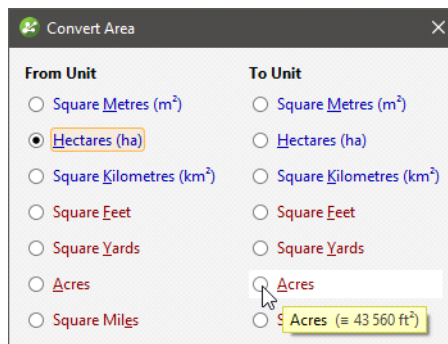 Convert Area
From Unit
To Unit
Square Metres (m²)
Square Metres (m²)
Hectares (ha)
Hectares (ha)
Square Kilometres (km²)
Square Kilometres (km²)
Square Feet
Square Feet
Square Yards
Square Yards
Acres
Acres
Square Miles
S
Acres (≡ 43 560 ft²)